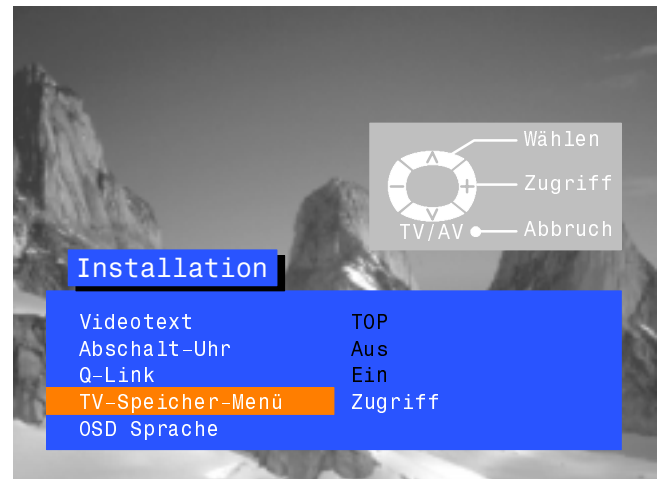 Wählen
Zugriff
TV/AV Abbruch
Installation
Videotext TOP
Abschalt-Uhr Aus
Q-Link Ein
TV-Speicher-Menü Zugriff
OSD Sprache